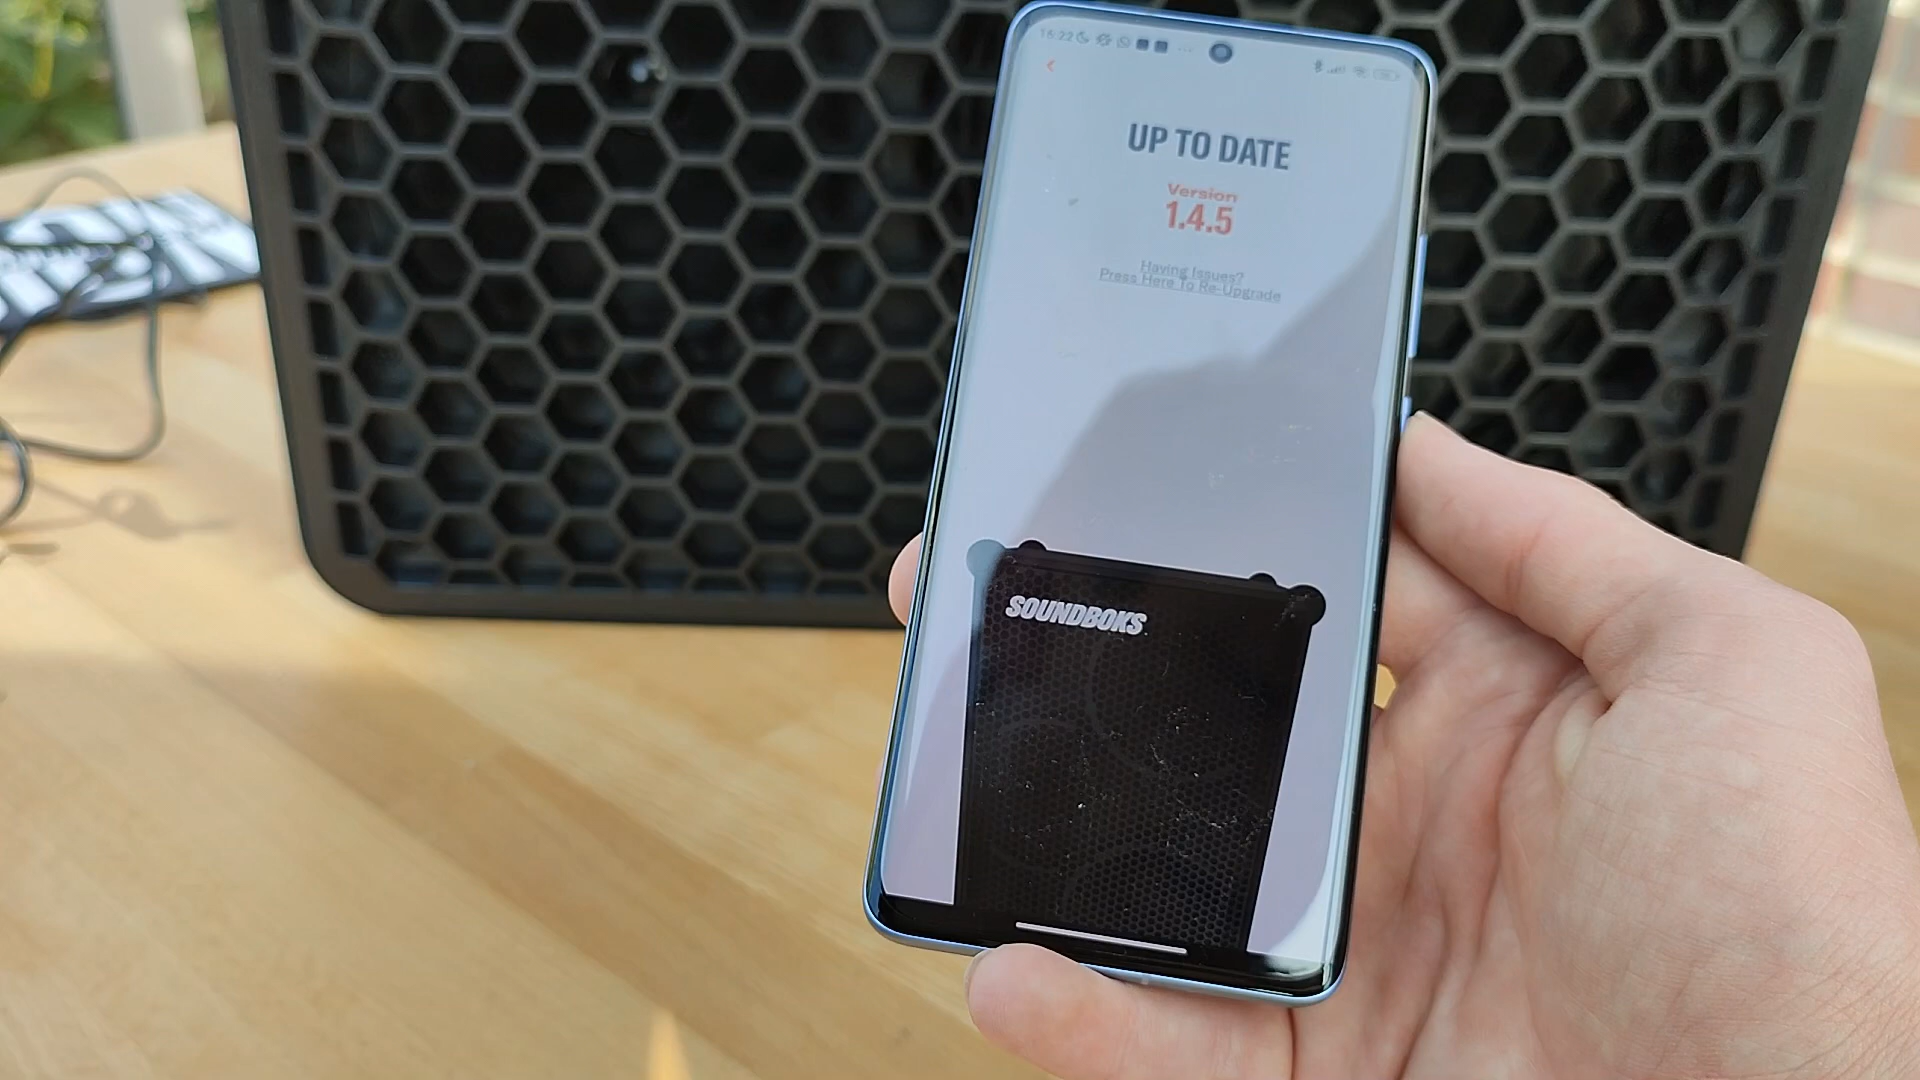 16:22
UP TO DATE
Version
1.4.5
Having Issues?
Press Here To Re-Upgrade
SOUNDBOKS